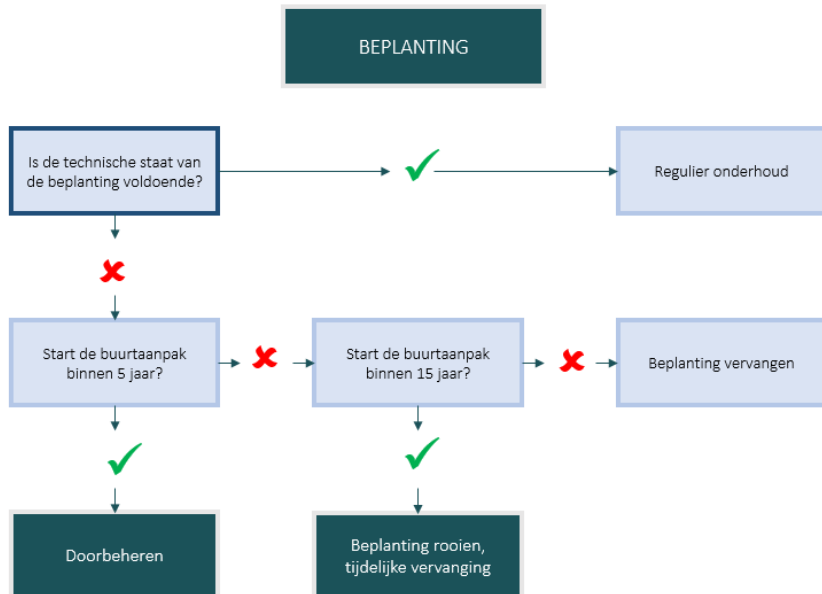 BEPLANTING
Is de technische staat van
de beplanting voldoende?
Regulier onderhoud
Start de buurtaanpak
binnen 5 jaar?
Start de buurtaanpak
binnen 15 jaar?
Beplanting vervangen
Doorbeheren
Beplanting rooien,
tijdelijke vervanging